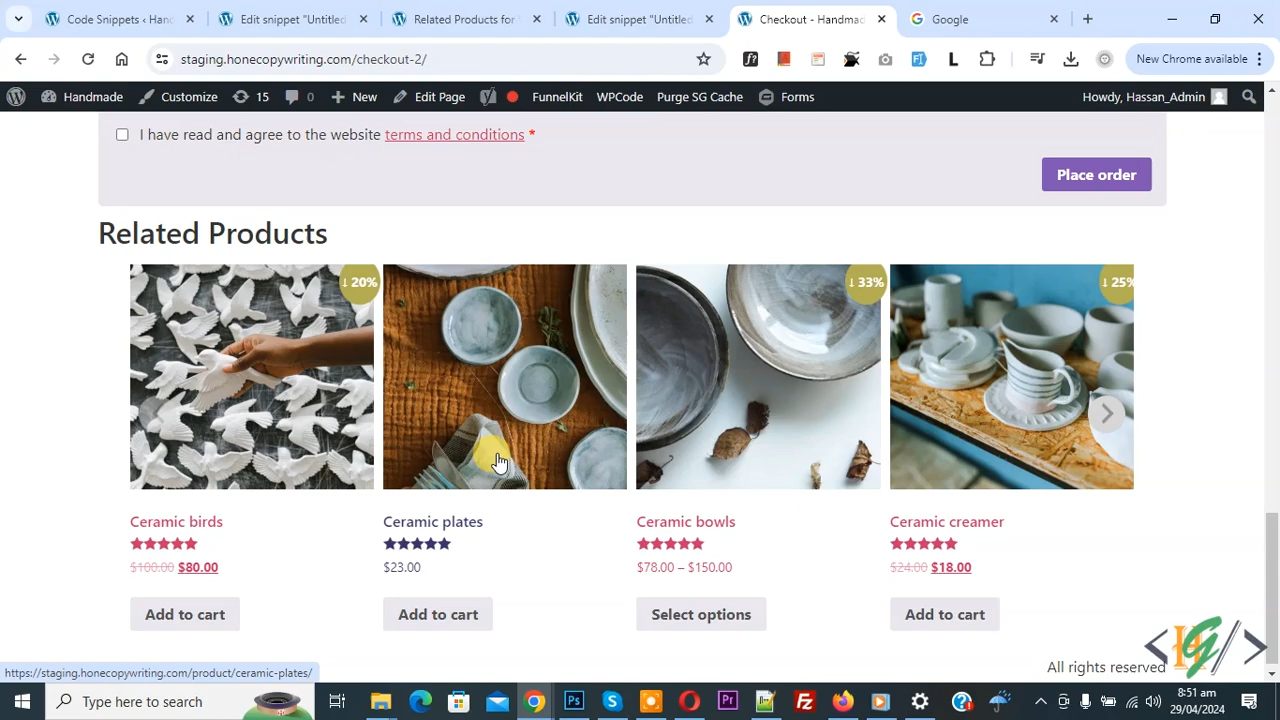 Code Snippets ‹ Han
Edit snippet "Untitled
Related Products for
Edit snippet "Untitled
Checkout - Handmad
Google
staging.honecopywriting.com/checkout-2/
New Chrome available
Handmade
Customize
15
0
New
Edit Page
FunnelKit
WPCode
Purge SG Cache
Forms
Howdy, Hassan_Admin
I have read and agree to the website terms and conditions *
Place order
Related Products
↓ 20%
↓ 33%
↓ 25%
Ceramic birds
Ceramic plates
Ceramic bowls
Ceramic creamer
$100.00 $80.00
$23.00
$78.00 – $150.00
$24.00 $18.00
Add to cart
Add to cart
Select options
Add to cart
https://staging.honecopywriting.com/product/ceramic-plates/
All rights reserved
HG
Type here to search
8:51 am
29/04/2024